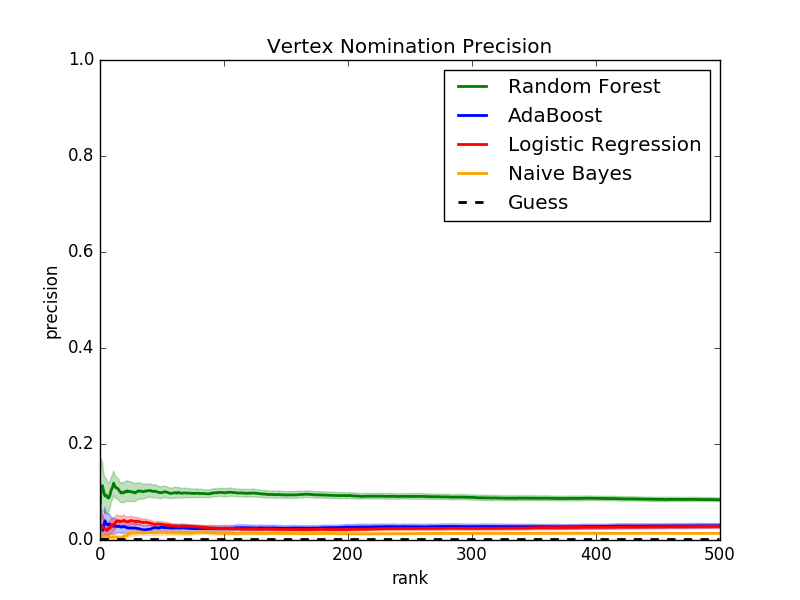 Vertex Nomination Precision
1.0
0.8
0.6
0.4
0.2
0.0
precision
Random Forest
AdaBoost
Logistic Regression
Naive Bayes
Guess
0 100 200 300 400 500
rank